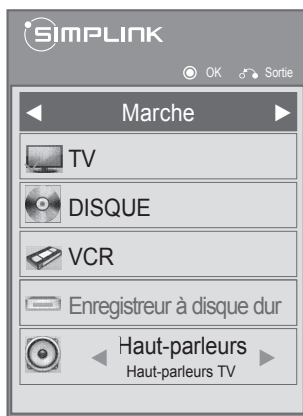 SIMPLINK
OK Sortie
Marche
TV
DISQUE
VCR
Enregistreur à disque dur
Haut-parleurs
Haut-parleurs TV